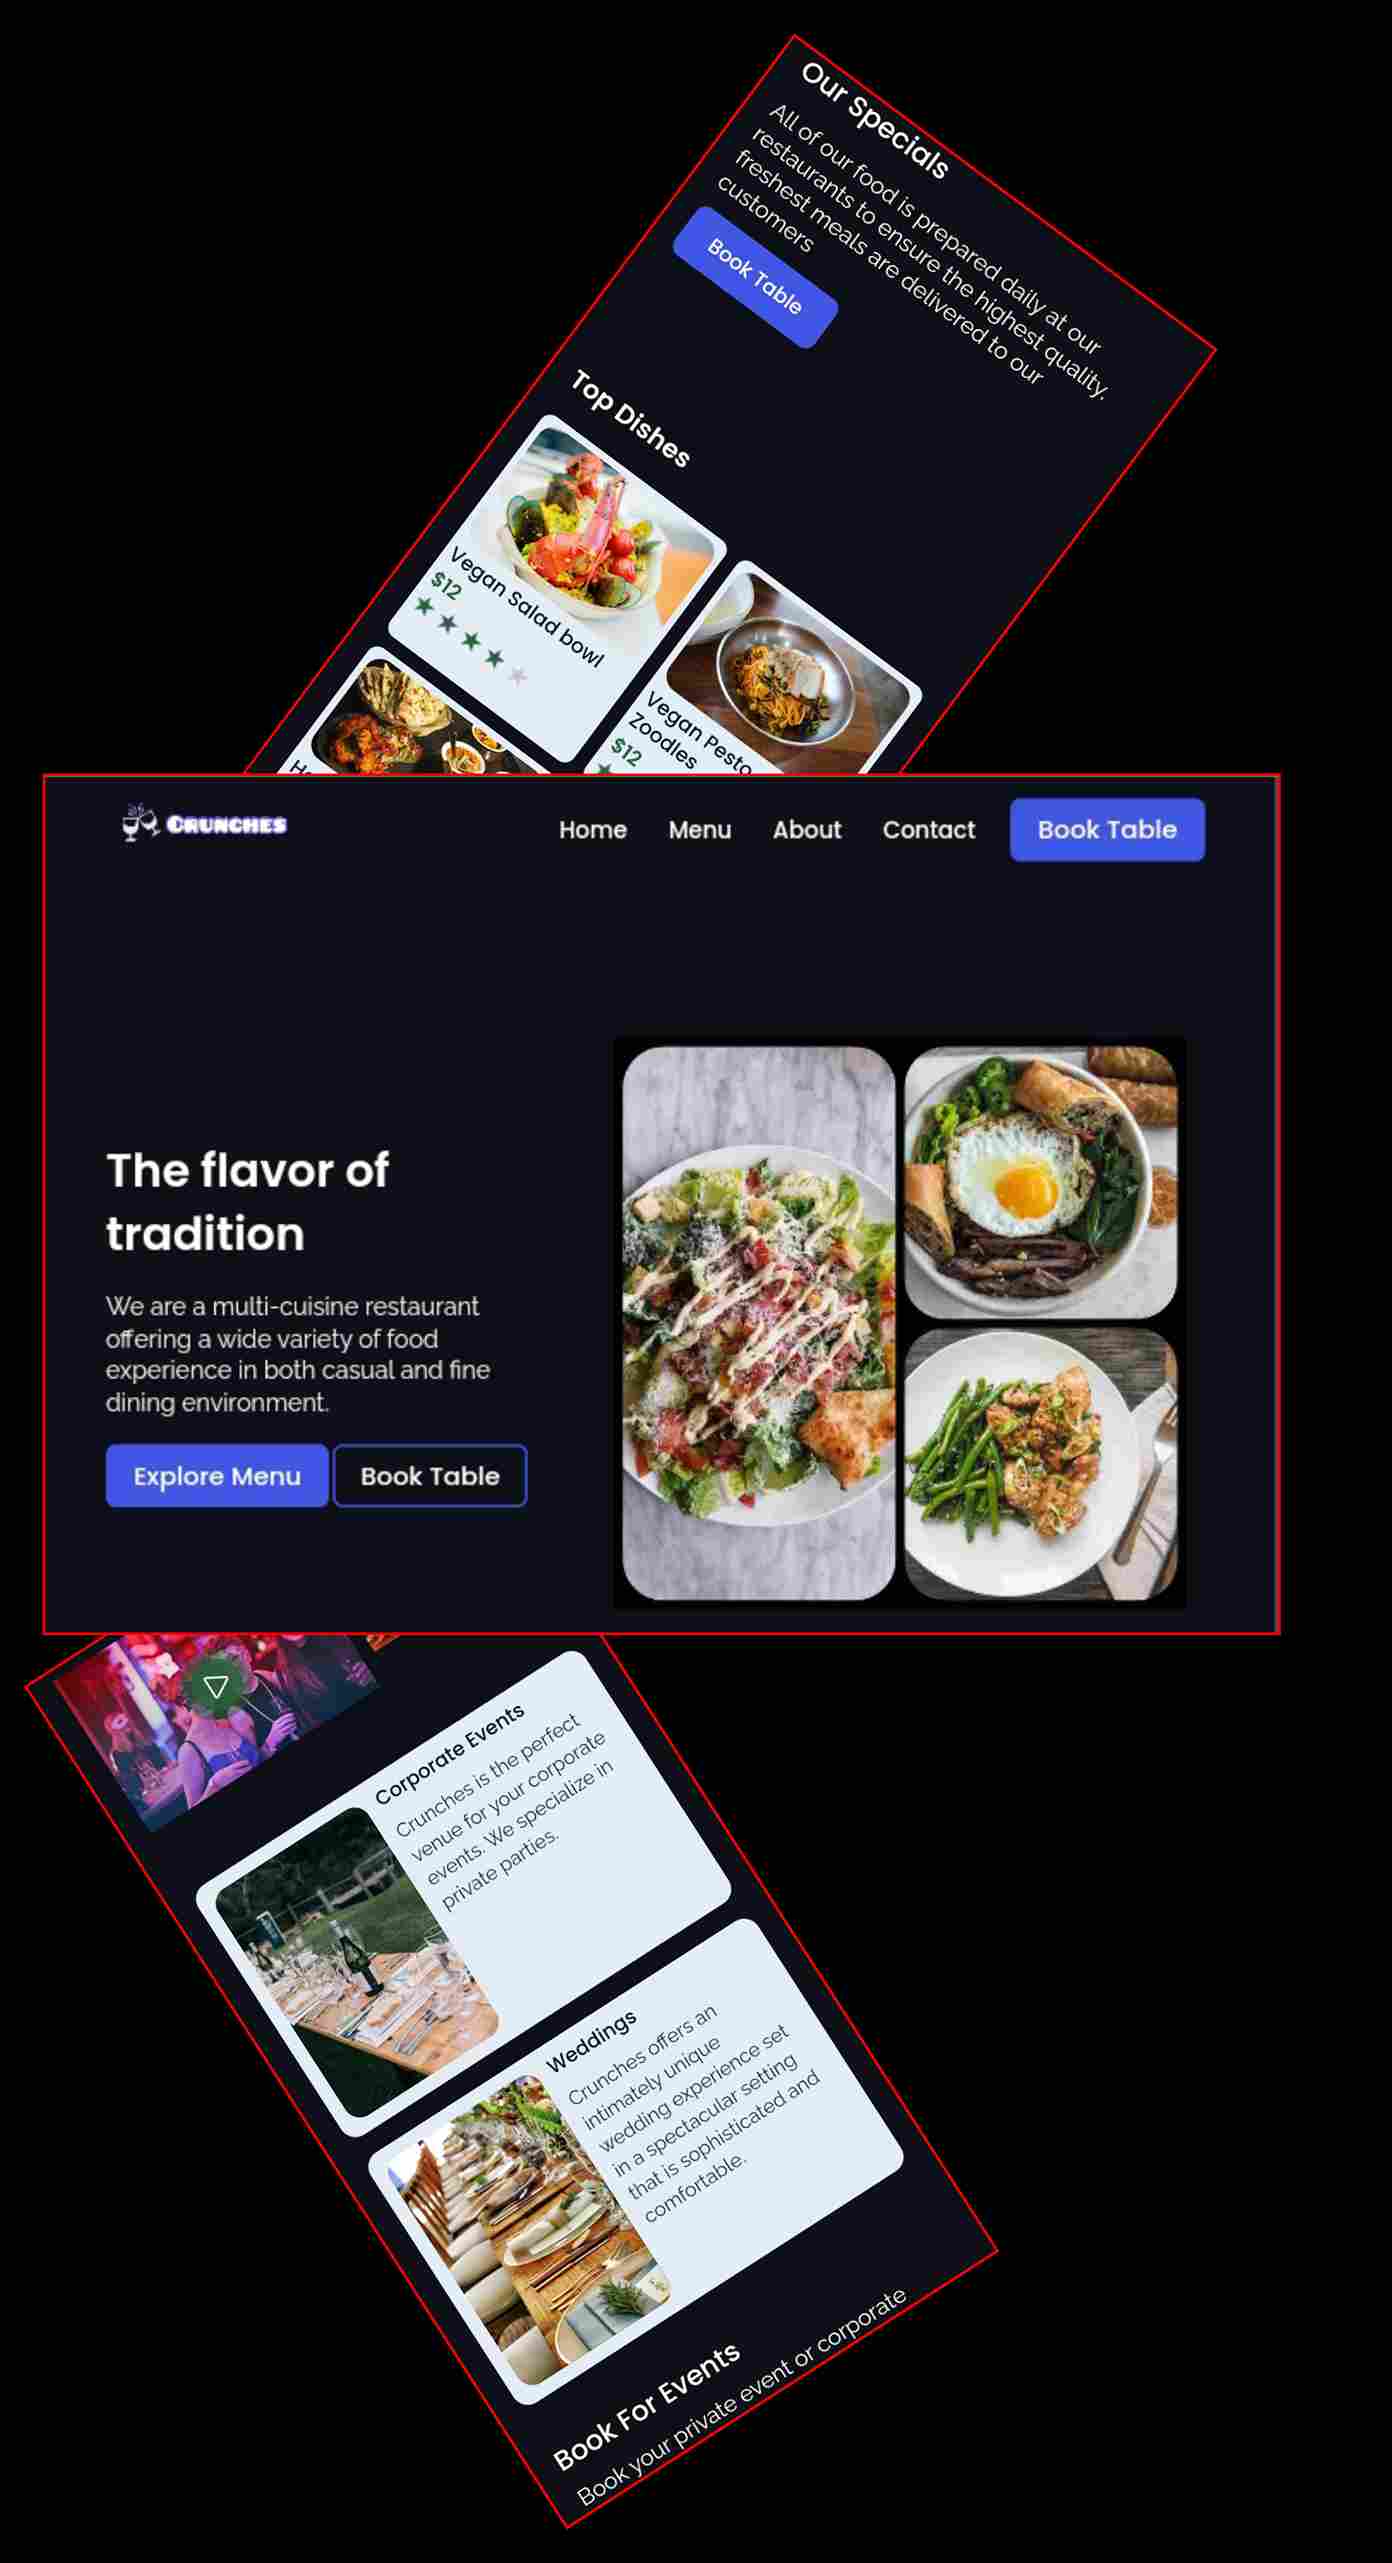 Our Specials
All of our food is prepared daily at our
restaurants to ensure the highest quality,
freshest meals are delivered to our
customers
Book Table
Top Dishes
Vegan Salad bowl
$12
Vegan Pesto
Zoodles
$12
CRUNCHES
Home Menu About Contact Book Table
The flavor of
tradition
We are a multi-cuisine restaurant
offering a wide variety of food
experience in both casual and fine
dining environment.
Explore Menu Book Table
Corporate Events
Crunches is the perfect
venue for your corporate
events. We specialize in
private parties.
Weddings
Crunches offers an
intimately unique
wedding experience set
in a spectacular setting
that is sophisticated and
comfortable.
Book For Events
Book your private event or corporate